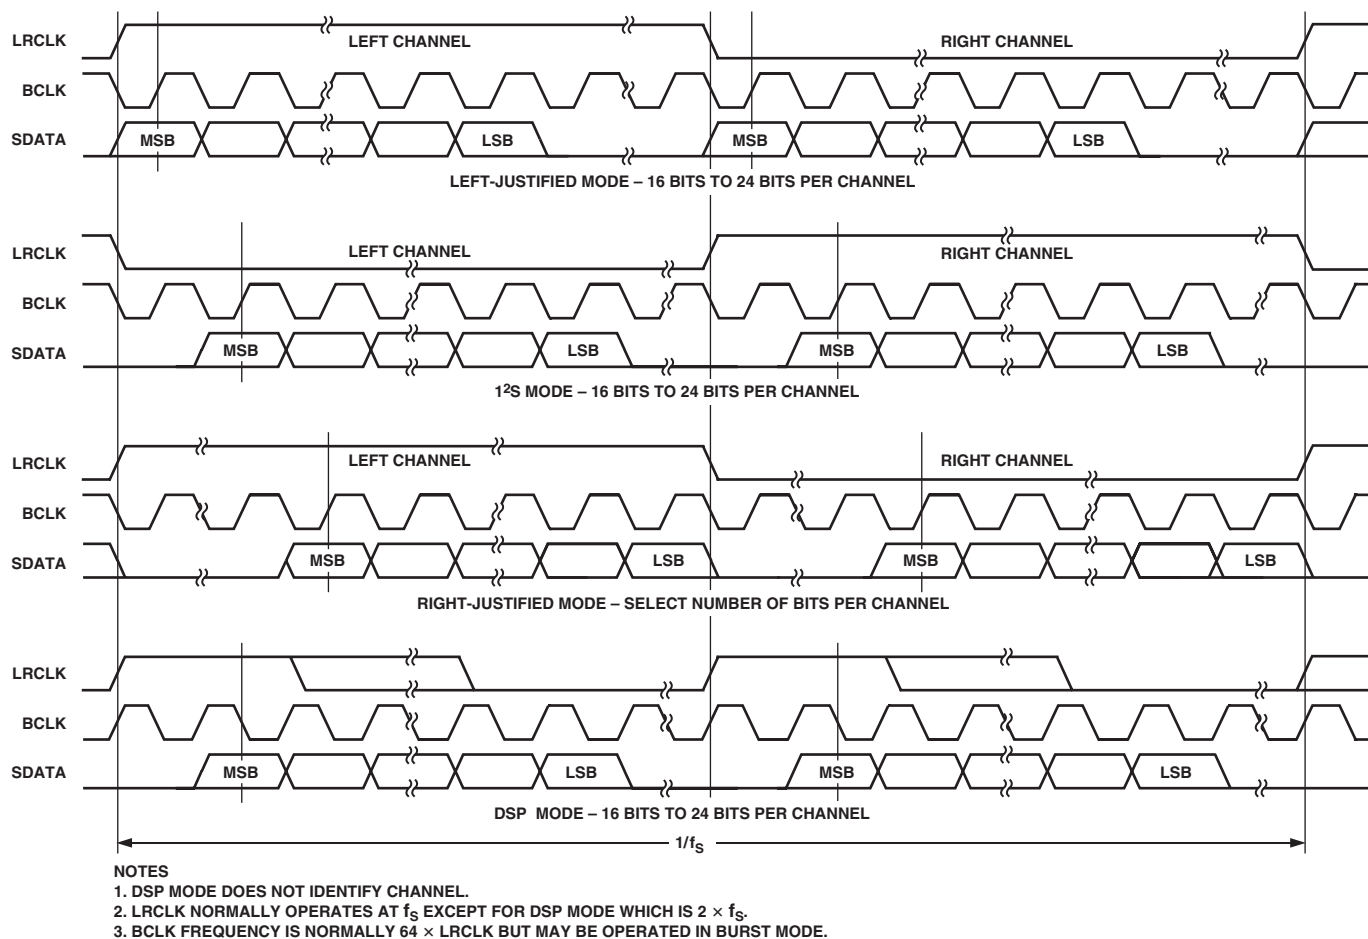 LRCLK LEFT CHANNEL RIGHT CHANNEL
BCLK
SDATA MSB LSB MSB LSB
LEFT-JUSTIFIED MODE – 16 BITS TO 24 BITS PER CHANNEL
LRCLK LEFT CHANNEL RIGHT CHANNEL
BCLK
SDATA MSB LSB MSB LSB
1²S MODE – 16 BITS TO 24 BITS PER CHANNEL
LRCLK LEFT CHANNEL RIGHT CHANNEL
BCLK
SDATA MSB LSB MSB LSB
RIGHT-JUSTIFIED MODE – SELECT NUMBER OF BITS PER CHANNEL
LRCLK
BCLK
SDATA MSB LSB MSB LSB
DSP MODE – 16 BITS TO 24 BITS PER CHANNEL
1/fS
NOTES
1. DSP MODE DOES NOT IDENTIFY CHANNEL.
2. LRCLK NORMALLY OPERATES AT fS EXCEPT FOR DSP MODE WHICH IS 2 × fS.
3. BCLK FREQUENCY IS NORMALLY 64 × LRCLK BUT MAY BE OPERATED IN BURST MODE.